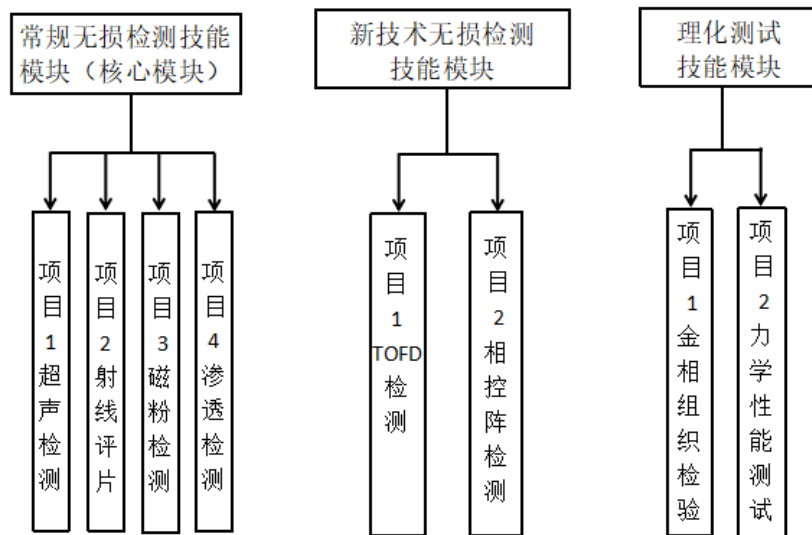 常规无损检测技能
模块（核心模块）
新技术无损检测
技能模块
理化测试
技能模块
项目1超声检测
项目2射线评片
项目3磁粉检测
项目4渗透检测
项目1TOFD检测
项目2相控阵检测
项目1金相组织检验
项目2力学性能测试